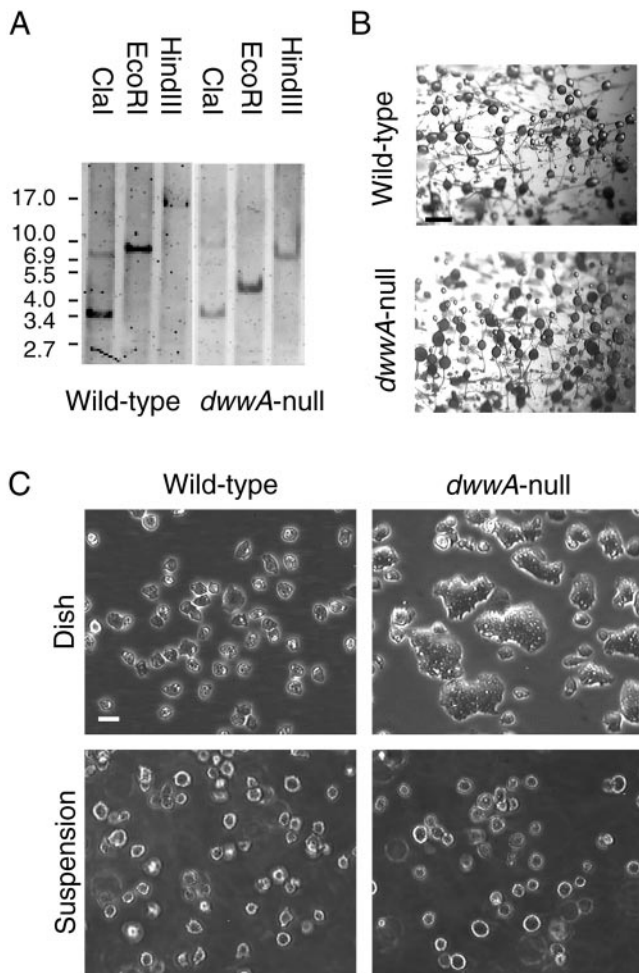 A
ClaI EcoRI HindIII ClaI EcoRI HindIII
17.0
10.0
6.9
5.5
4.0
3.4
2.7
Wild-type dwwA-null
B
Wild-type
dwwA-null
C
Wild-type dwwA-null
Dish
Suspension